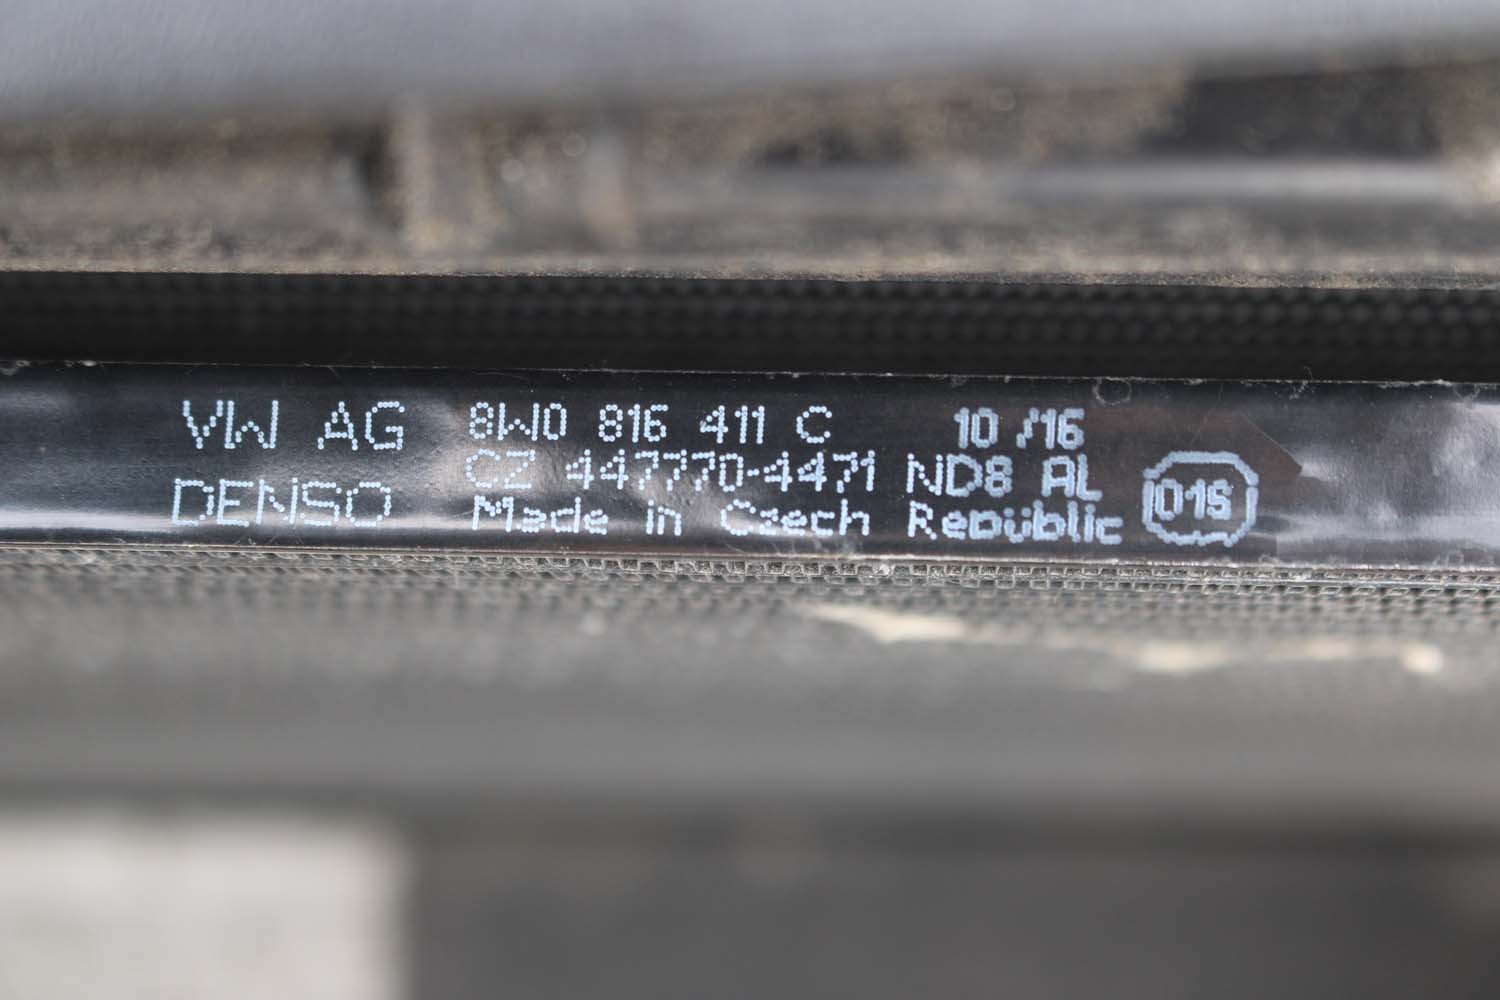 VW AG 8W0 816 411 C 10/16
CZ 447770-4471 ND8 AL
DENSO Made in Czech Republic 015